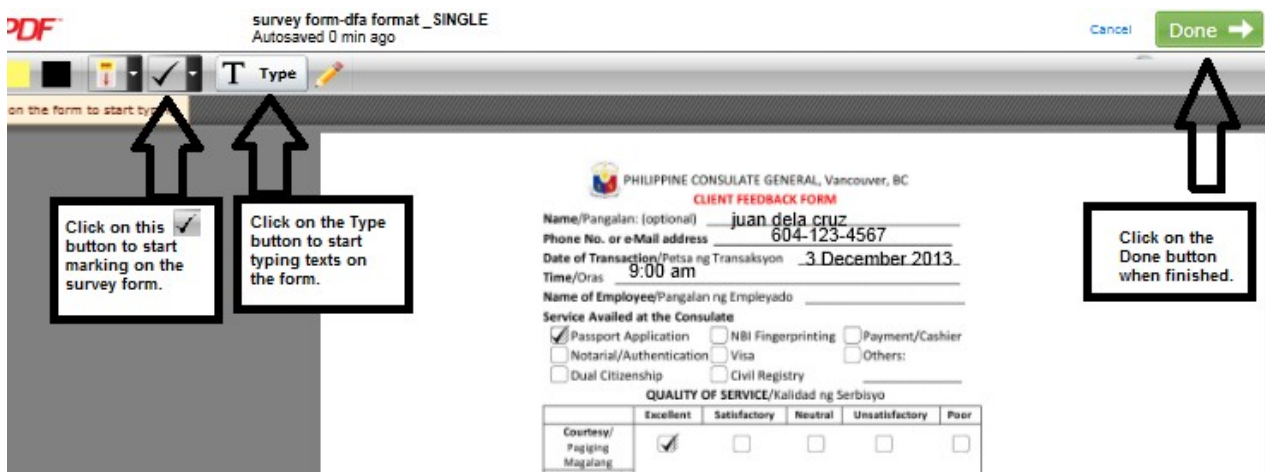 PDF
survey form-dfa format _SINGLE
Autosaved 0 min ago
Cancel
Done
T Type
on the form to start
Click on this
button to start
marking on the
survey form.
Click on the Type
button to start
typing texts on
the form.
Click on the
Done button
when finished.
PHILIPPINE CONSULATE GENERAL, Vancouver, BC
CLIENT FEEDBACK FORM
Name/Pangalan: (optional) juan dela cruz
Phone No. or e-Mail address 604-123-4567
Date of Transaction/Petsa ng Transaksyon 3 December 2013
Time/Oras 9:00 am
Name of Employee/Pangalan ng Empleyado
Service Availed at the Consulate
Passport Application NBI Fingerprinting Payment/Cashier
Notarial/Authentication Visa Others:
Dual Citizenship Civil Registry
QUALITY OF SERVICE/Kalidad ng Serbisyo
Excellent Satisfactory Neutral Unsatisfactory Poor
Courtesy/
Pagiging
Magalang